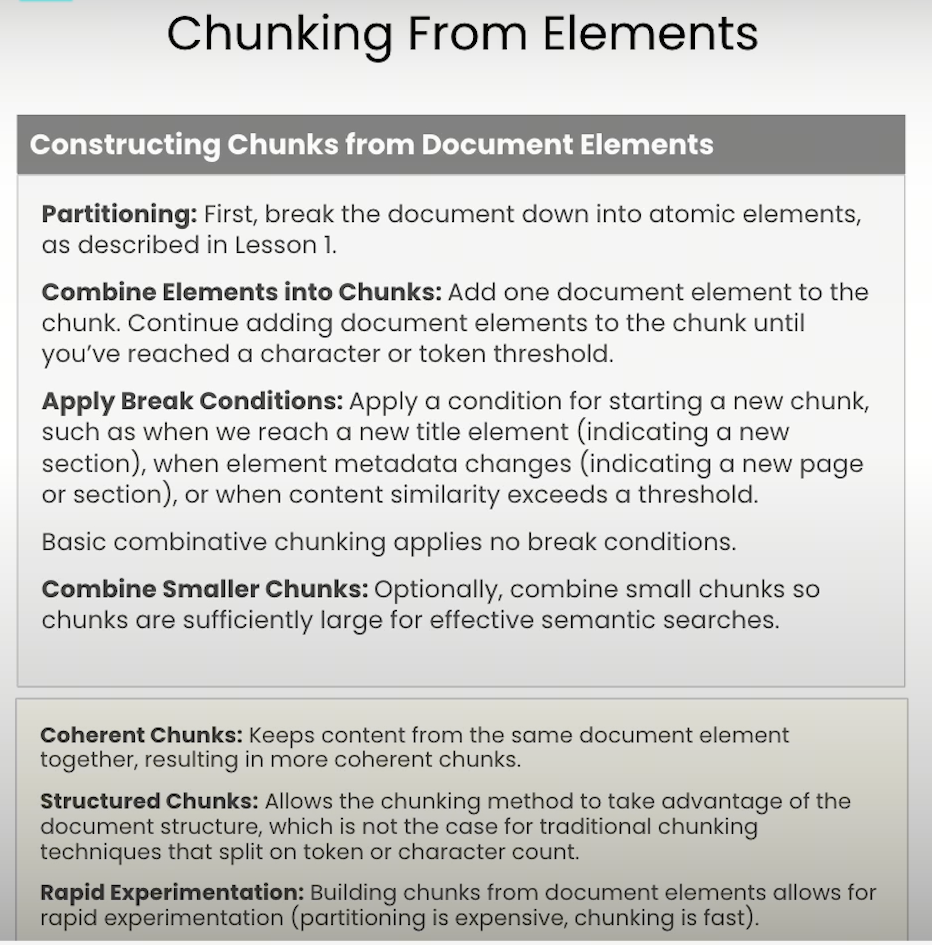 Chunking From Elements
Constructing Chunks from Document Elements
Partitioning: First, break the document down into atomic elements,
as described in Lesson 1.
Combine Elements into Chunks: Add one document element to the
chunk. Continue adding document elements to the chunk until
you’ve reached a character or token threshold.
Apply Break Conditions: Apply a condition for starting a new chunk,
such as when we reach a new title element (indicating a new
section), when element metadata changes (indicating a new page
or section), or when content similarity exceeds a threshold.
Basic combinative chunking applies no break conditions.
Combine Smaller Chunks: Optionally, combine small chunks so
chunks are sufficiently large for effective semantic searches.
Coherent Chunks: Keeps content from the same document element
together, resulting in more coherent chunks.
Structured Chunks: Allows the chunking method to take advantage of the
document structure, which is not the case for traditional chunking
techniques that split on token or character count.
Rapid Experimentation: Building chunks from document elements allows for
rapid experimentation (partitioning is expensive, chunking is fast).